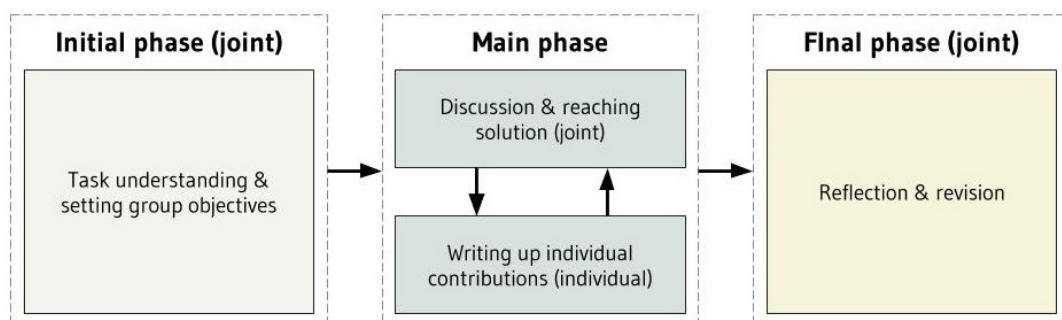 Initial phase (joint)
Task understanding &
setting group objectives
Main phase
Discussion & reaching
solution (joint)
Writing up individual
contributions (individual)
FInal phase (joint)
Reflection & revision